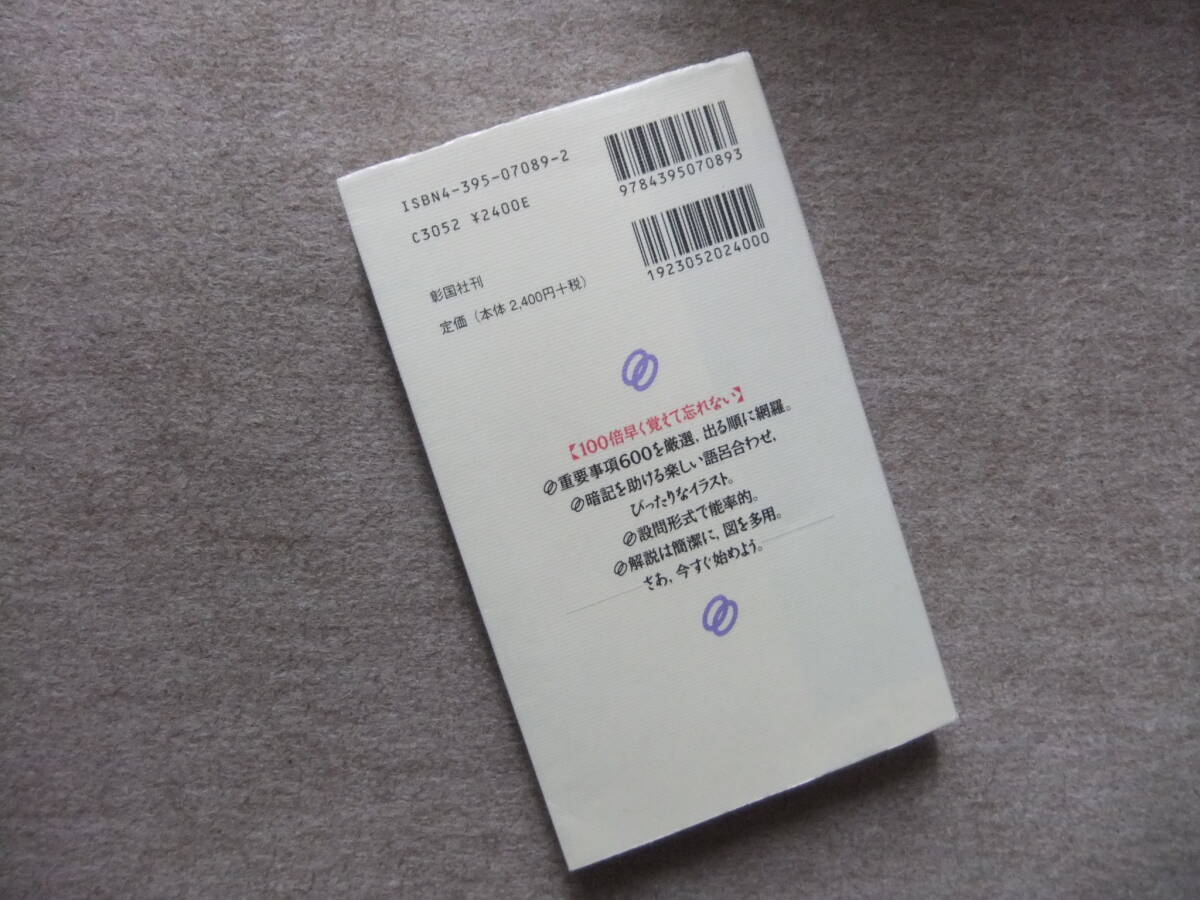 ISBN4-395-07089-2
C3052 ¥2400E
9784395070893
1923052024000
彰国社刊
定価（本体 2,400円＋税）
【100倍早く覚えて忘れない】
重要事項600を厳選，出る順に網羅。
暗記を助ける楽しい語呂合わせ，
ぴったりなイラスト。
設問形式で能率的。
解説は簡潔に，図を多用。
さあ，今すぐ始めよう。